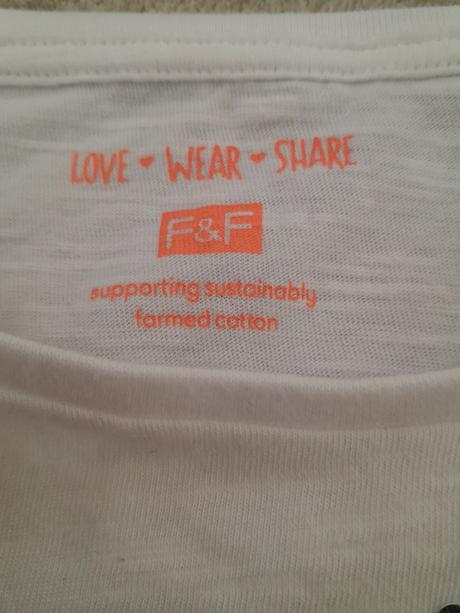 LOVE ♥ WEAR ♥ SHARE
F&F
supporting sustainably
farmed cotton